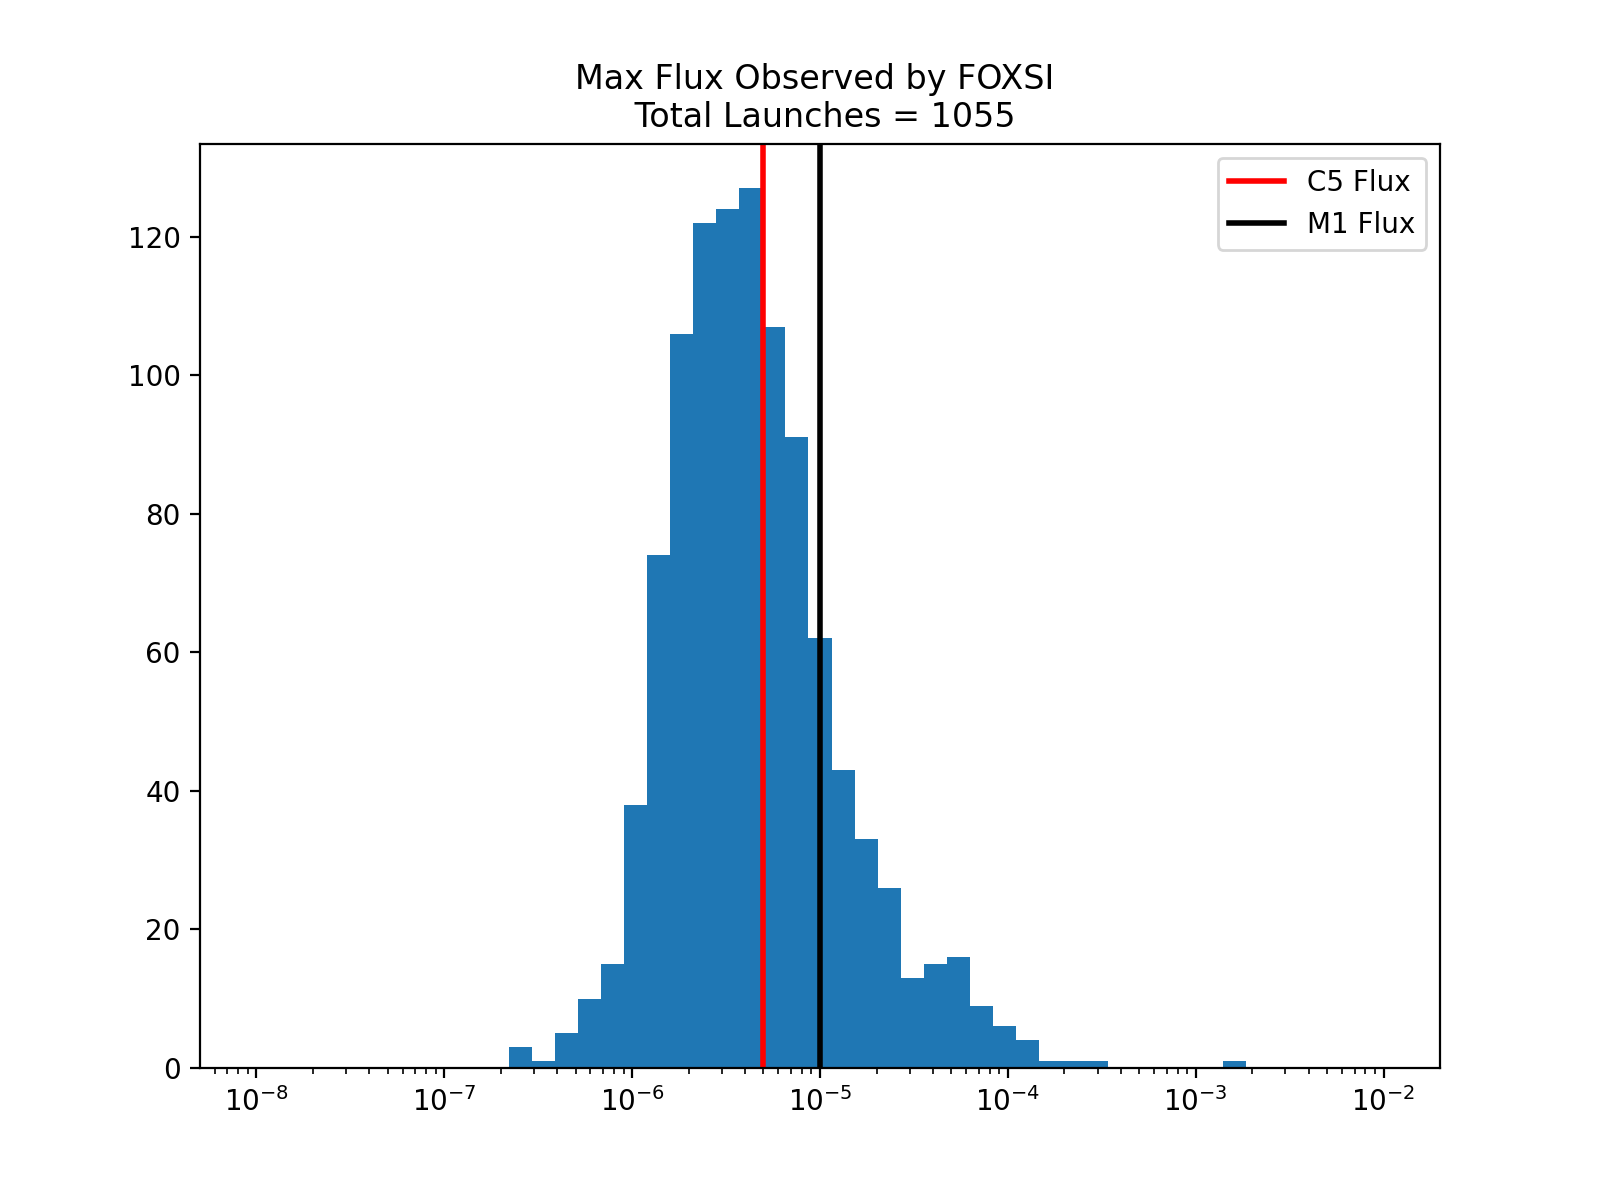 Max Flux Observed by FOXSI
Total Launches = 1055
C5 Flux
M1 Flux
120
100
80
60
40
20
0
10⁻⁸ 10⁻⁷ 10⁻⁶ 10⁻⁵ 10⁻⁴ 10⁻³ 10⁻²